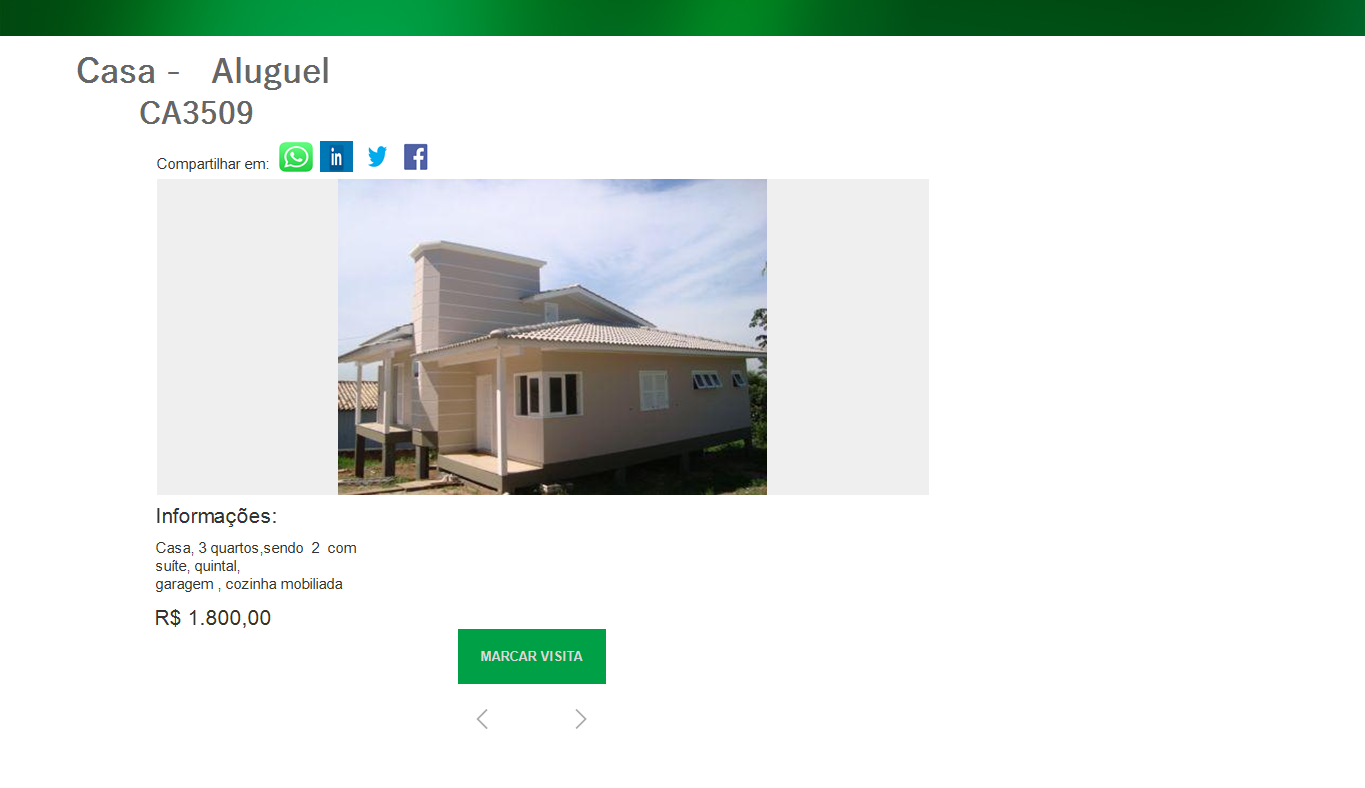 Casa - Aluguel
CA3509
Compartilhar em:
in
Informações:
Casa, 3 quartos,sendo 2 com
suíte, quintal,
garagem , cozinha mobiliada
R$ 1.800,00
MARCAR VISITA